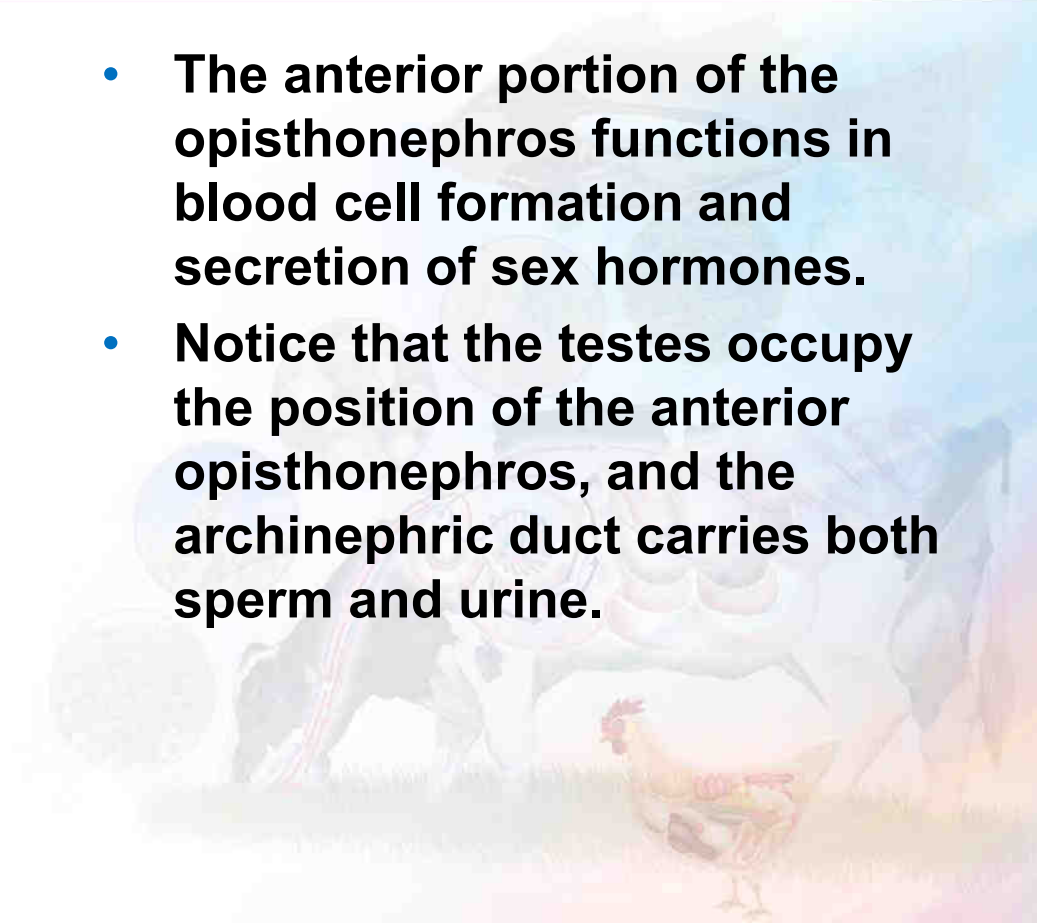 • The anterior portion of the
opisthonephros functions in
blood cell formation and
secretion of sex hormones.
• Notice that the testes occupy
the position of the anterior
opisthonephros, and the
archinephric duct carries both
sperm and urine.